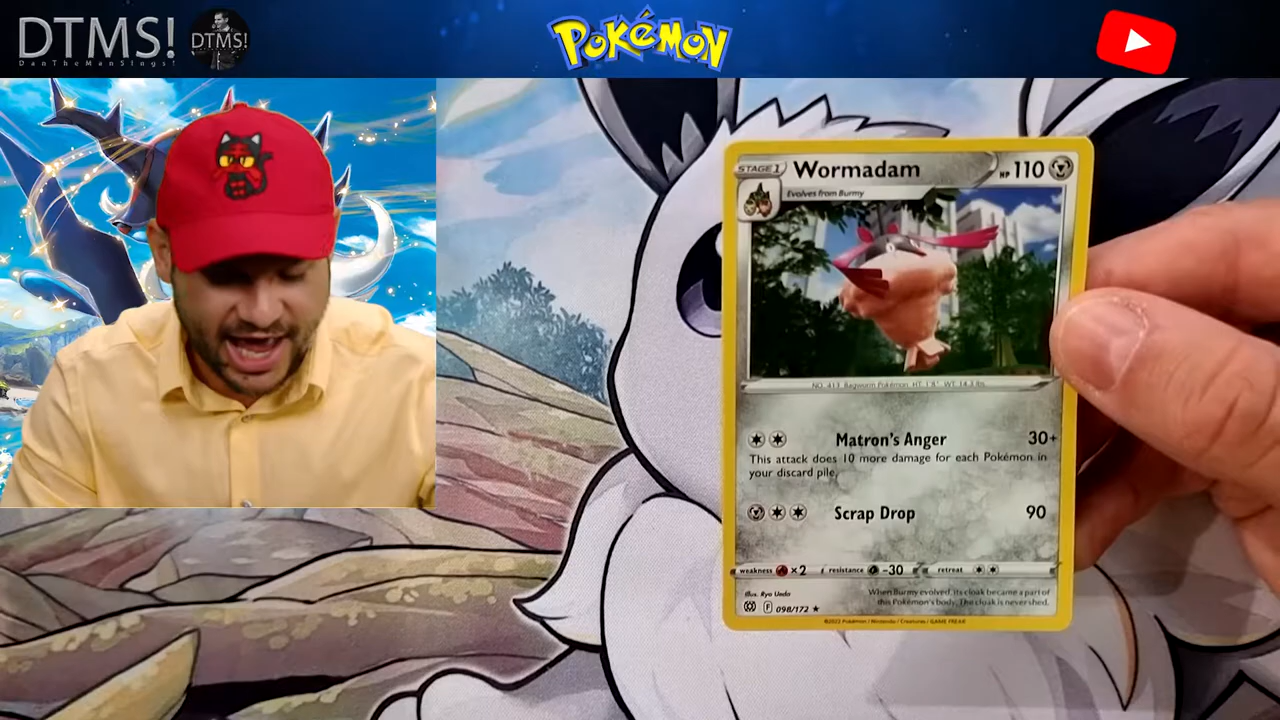 DTMS!
DanTheManSings!
DTMS!
POKéMON
STAGE 1 Wormadam HP 110
Evolves from Burmy
NO. 413 Bagworm Pokémon HT: 1'8" WT: 14.3 lbs.
Matron's Anger 30+
This attack does 10 more damage for each Pokémon in
your discard pile.
Scrap Drop 90
weakness ×2 resistance -30 retreat
Illus. Ryo Ueda
When Burmy evolved, its cloak became a part of
this Pokémon's body. The cloak is never shed.
F 098/172 ★
©2022 Pokémon / Nintendo / Creatures / GAME FREAK